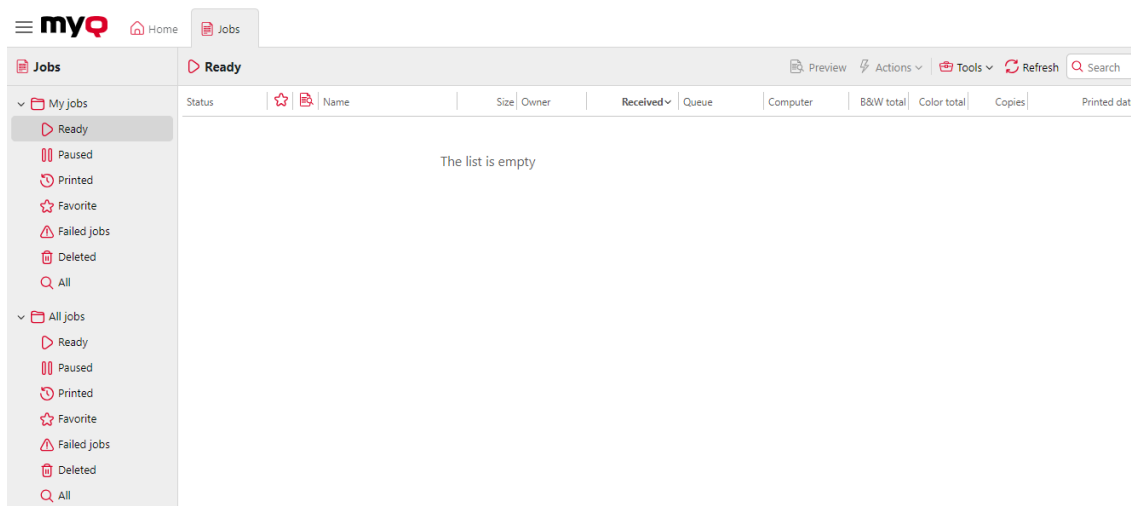 myQ Home Jobs
Jobs
Ready Preview Actions Tools Refresh Search
My jobs
Ready
Paused
Printed
Favorite
Failed jobs
Deleted
All
All jobs
Ready
Paused
Printed
Favorite
Failed jobs
Deleted
All
Status Name Size Owner Received Queue Computer B&W total Color total Copies Printed dat
The list is empty